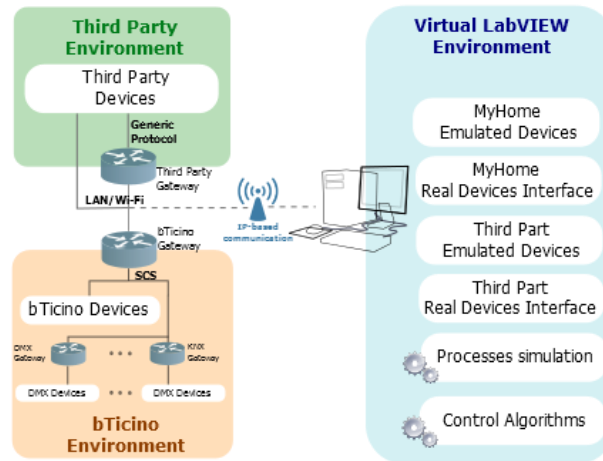 Third Party
Environment
Third Party
Devices
Generic
Protocol
Third Party
Gateway
LAN/Wi-Fi
bTicino
Gateway
IP-based
communication
SCS
bTicino Devices
DMX
Gateway
KNX
Gateway
DMX Devices
DMX Devices
bTicino
Environment
Virtual LabVIEW
Environment
MyHome
Emulated Devices
MyHome
Real Devices Interface
Third Part
Emulated Devices
Third Part
Real Devices Interface
Processes simulation
Control Algorithms